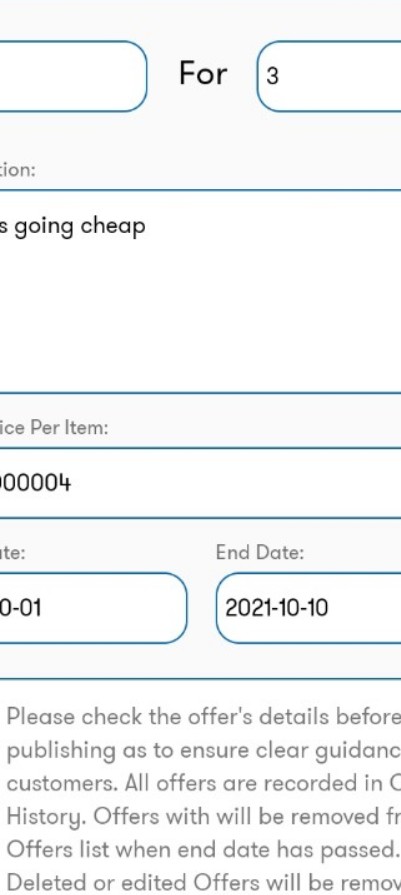 For 3
tion:
s going cheap
ice Per Item:
000004
ate: End Date:
0-01 2021-10-10
Please check the offer's details before
publishing as to ensure clear guidanc
customers. All offers are recorded in O
History. Offers with will be removed fr
Offers list when end date has passed.
Deleted or edited Offers will be remov